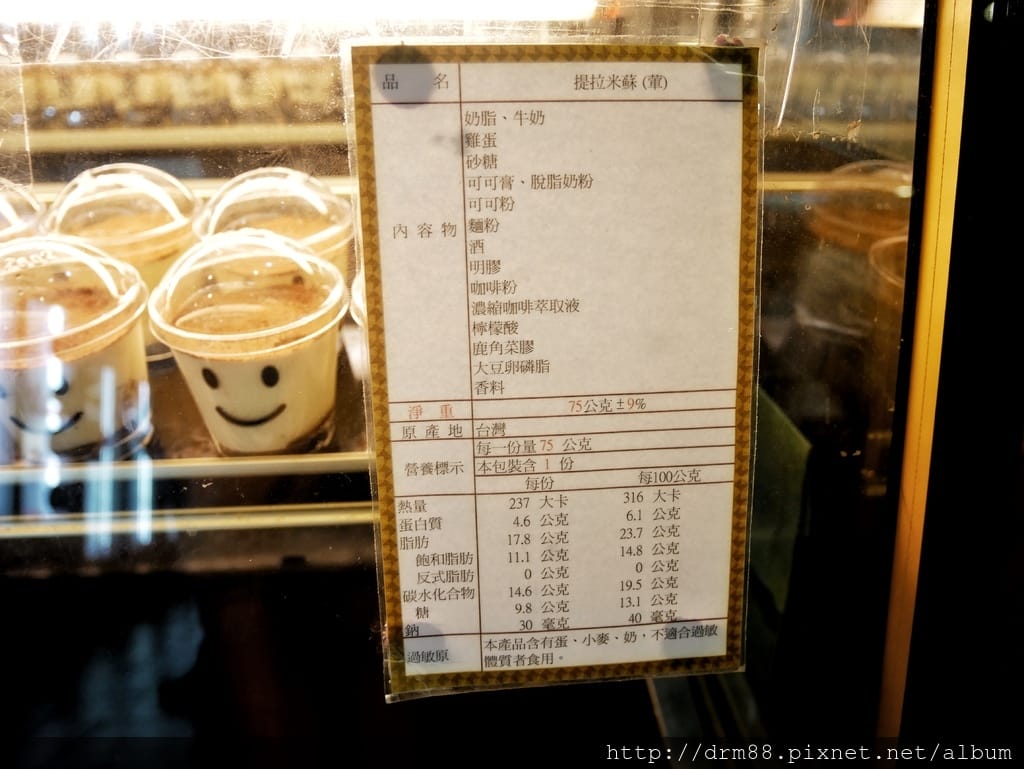 品 名 提拉米蘇 (葷)
內容物 奶脂、牛奶
雞蛋
砂糖
可可膏、脫脂奶粉
可可粉
麵粉
酒
明膠
咖啡粉
濃縮咖啡萃取液
檸檬酸
鹿角菜膠
大豆卵磷脂
香料
淨 重 75公克±9%
原產地 台灣
營養標示 每一份量 75 公克
本包裝含 1 份
每份 每100公克
熱量 237 大卡 316 大卡
蛋白質 4.6 公克 6.1 公克
脂肪 17.8 公克 23.7 公克
飽和脂肪 11.1 公克 14.8 公克
反式脂肪 0 公克 0 公克
碳水化合物 14.6 公克 19.5 公克
糖 9.8 公克 13.1 公克
鈉 30 毫克 40 毫克
過敏原 本產品含有蛋、小麥、奶，不適合過敏
體質者食用。
http://drm88.pixnet.net/album